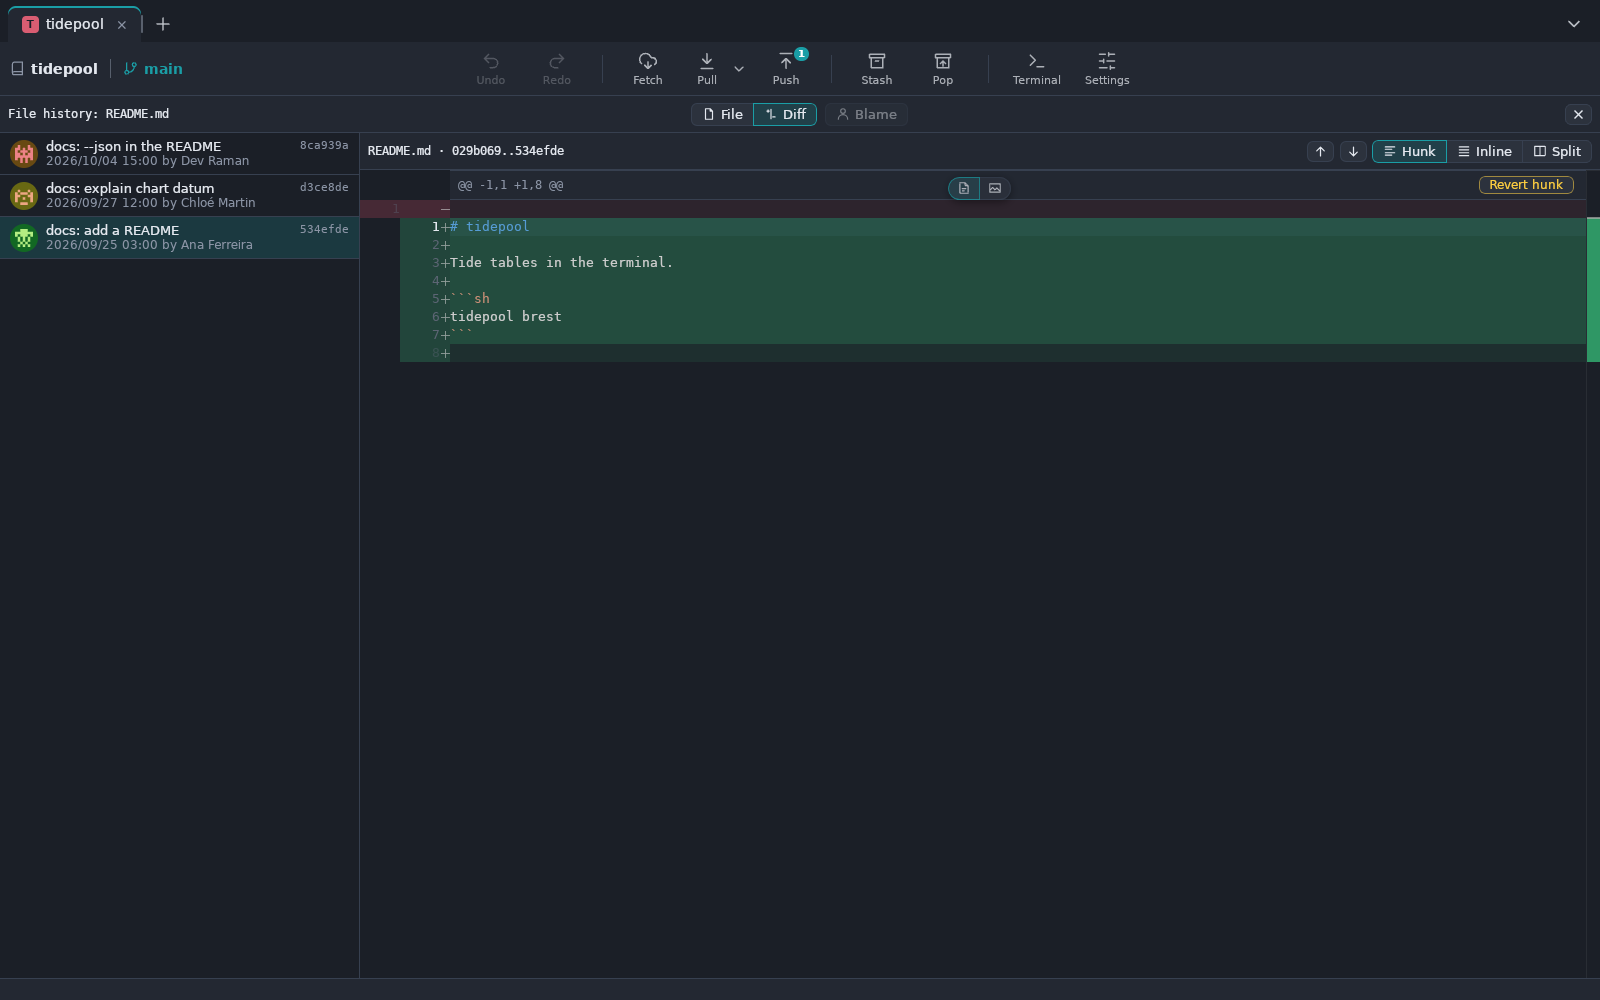 T tidepool
tidepool main
Undo Redo Fetch Pull Push 1 Stash Pop Terminal Settings
File history: README.md
File Diff Blame
docs: --json in the README 8ca939a
2026/10/04 15:00 by Dev Raman
docs: explain chart datum d3ce8de
2026/09/27 12:00 by Chloé Martin
docs: add a README 534efde
2026/09/25 03:00 by Ana Ferreira
README.md · 029b069..534efde
Hunk Inline Split
@@ -1,1 +1,8 @@
Revert hunk
1 −
1+# tidepool
2+
3+Tide tables in the terminal.
4+
5+```sh
6+tidepool brest
7+```
8+